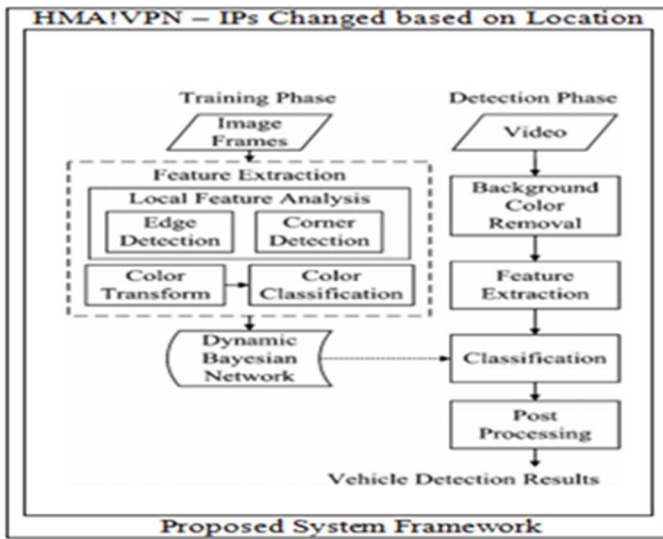 HMA!VPN – IPs Changed based on Location
Training Phase
Image
Frames
Feature Extraction
Local Feature Analysis
Edge
Detection
Corner
Detection
Color
Transform
Color
Classification
Dynamic
Bayesian
Network
Detection Phase
Video
Background
Color
Removal
Feature
Extraction
Classification
Post
Processing
Vehicle Detection Results
Proposed System Framework